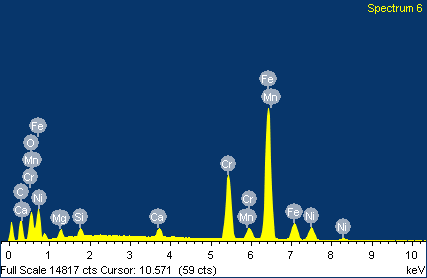 Spectrum 6
Fe
O
Mn
Cr
C
Ca
Ni
Mg
Si
Ca
Cr
Cr
Mn
Fe
Mn
Fe
Ni
Ni
0 1 2 3 4 5 6 7 8 9 10
Full Scale 14817 cts Cursor: 10.571 (59 cts) keV